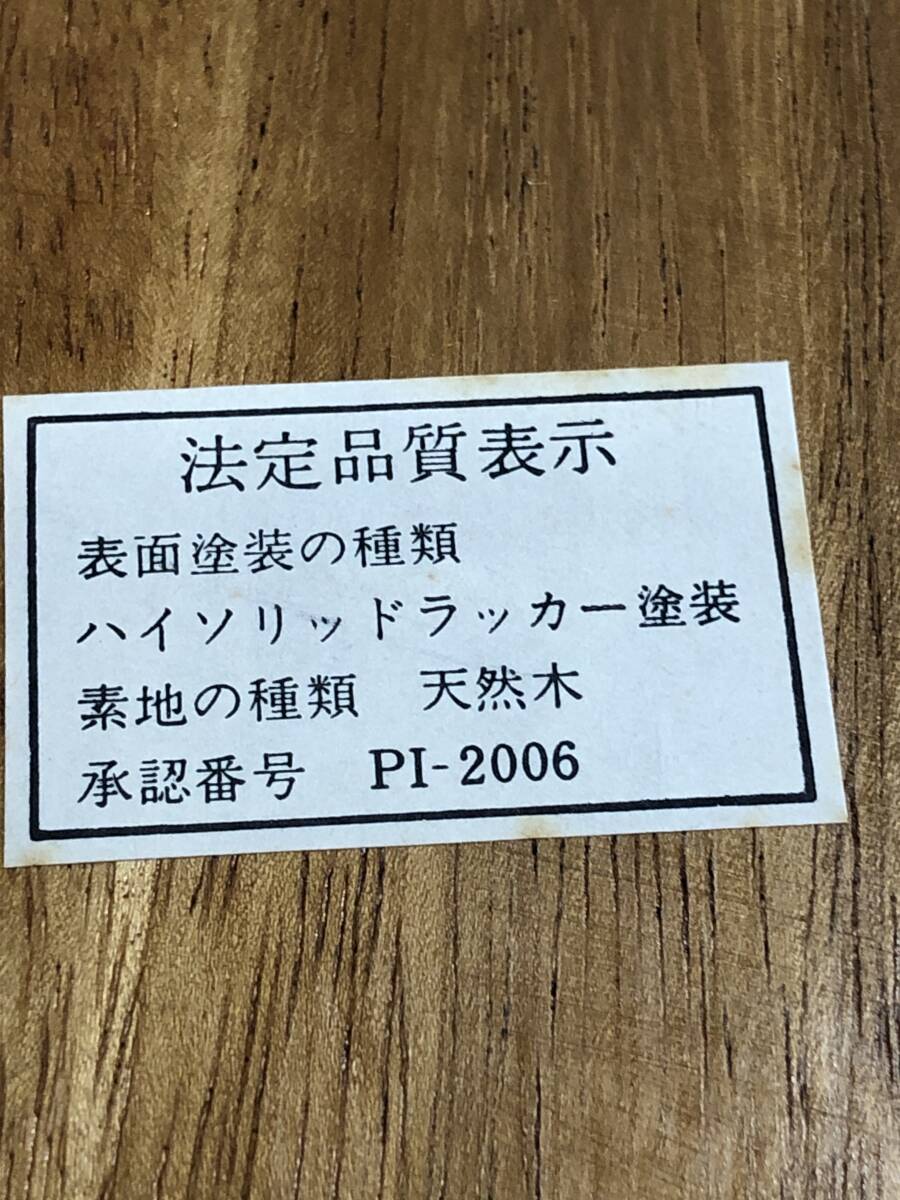 法定品質表示
表面塗装の種類
ハイソリッドラッカー塗装
素地の種類　天然木
承認番号　PI-2006